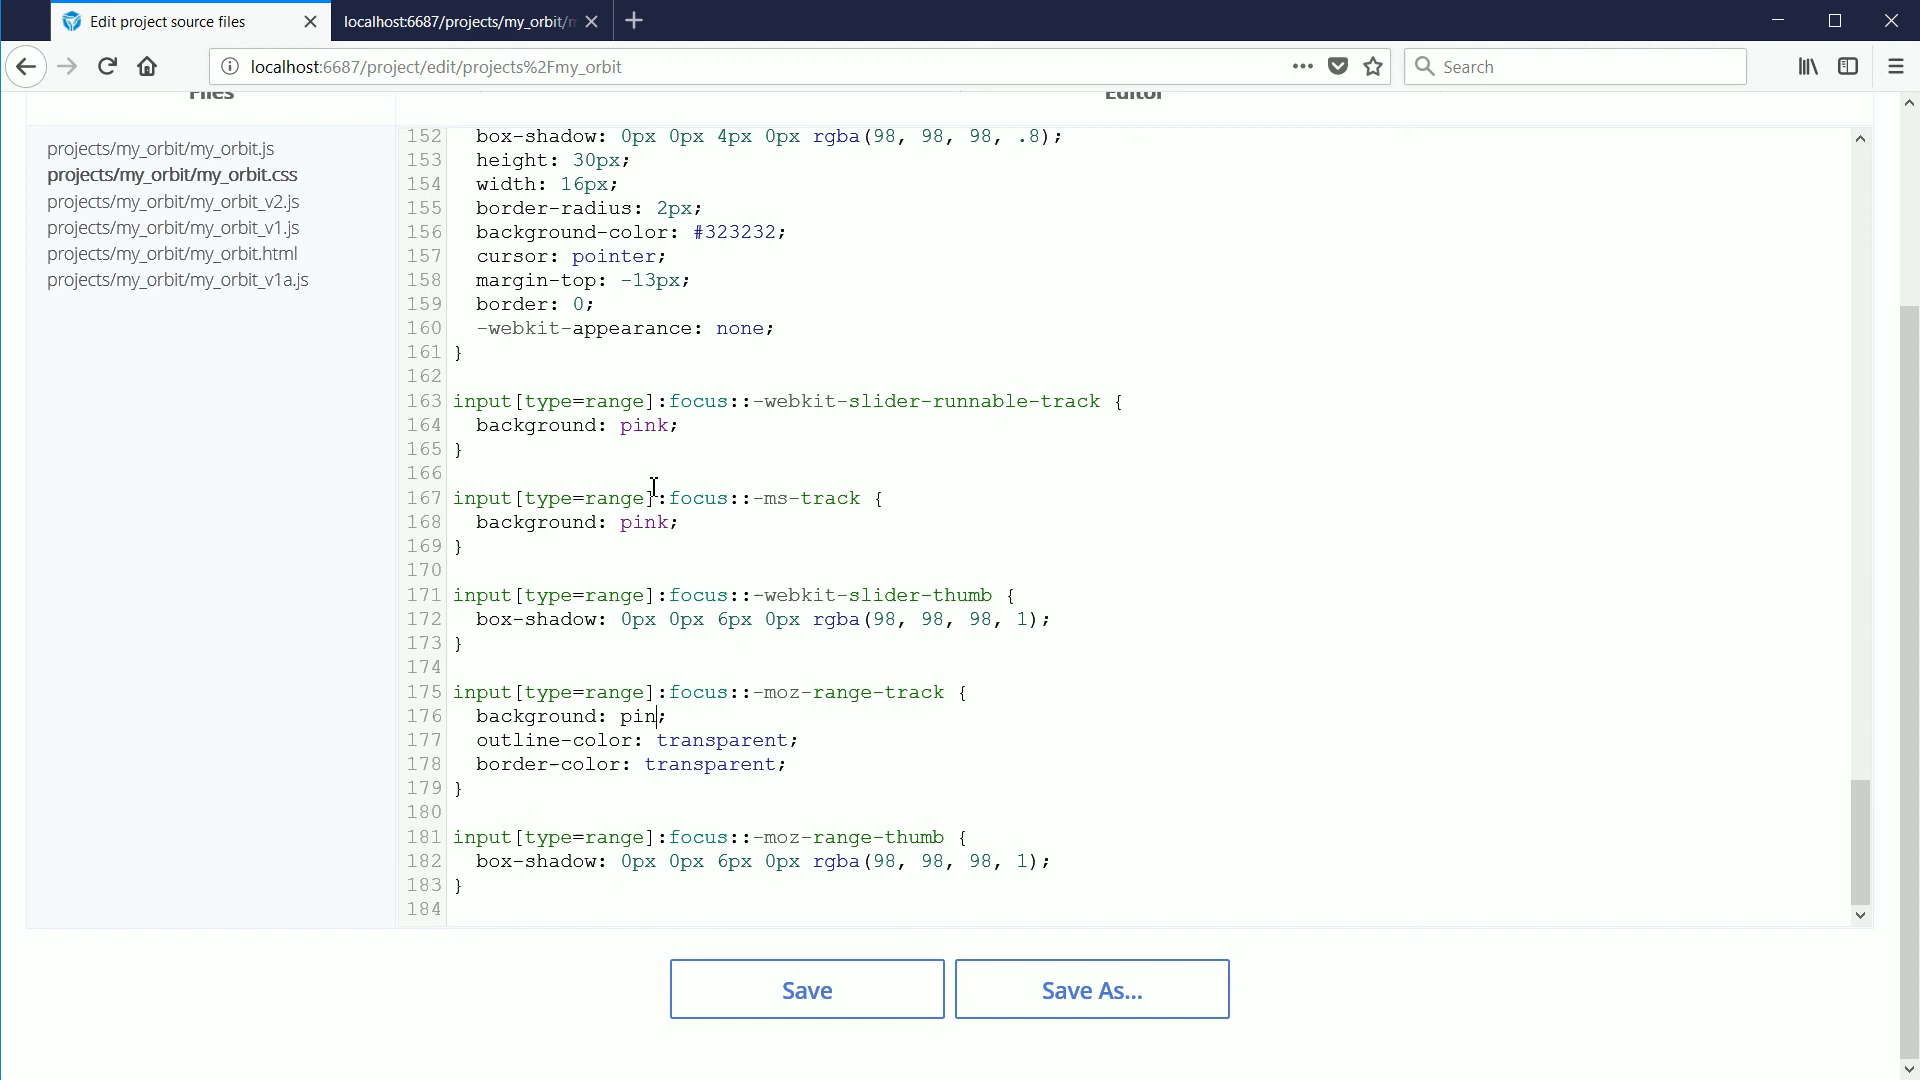 Edit project source files
localhost:6687/projects/my_orbit/
localhost:6687/project/edit/projects%2Fmy_orbit
Search
Files
Editor
projects/my_orbit/my_orbit.js
projects/my_orbit/my_orbit.css
projects/my_orbit/my_orbit_v2.js
projects/my_orbit/my_orbit_v1.js
projects/my_orbit/my_orbit.html
projects/my_orbit/my_orbit_v1a.js
152 box-shadow: 0px 0px 4px 0px rgba(98, 98, 98, .8);
153 height: 30px;
154 width: 16px;
155 border-radius: 2px;
156 background-color: #323232;
157 cursor: pointer;
158 margin-top: -13px;
159 border: 0;
160 -webkit-appearance: none;
161 }
162
163 input[type=range]:focus::-webkit-slider-runnable-track {
164 background: pink;
165 }
166
167 input[type=range]:focus::-ms-track {
168 background: pink;
169 }
170
171 input[type=range]:focus::-webkit-slider-thumb {
172 box-shadow: 0px 0px 6px 0px rgba(98, 98, 98, 1);
173 }
174
175 input[type=range]:focus::-moz-range-track {
176 background: pin;
177 outline-color: transparent;
178 border-color: transparent;
179 }
180
181 input[type=range]:focus::-moz-range-thumb {
182 box-shadow: 0px 0px 6px 0px rgba(98, 98, 98, 1);
183 }
184
Save
Save As...